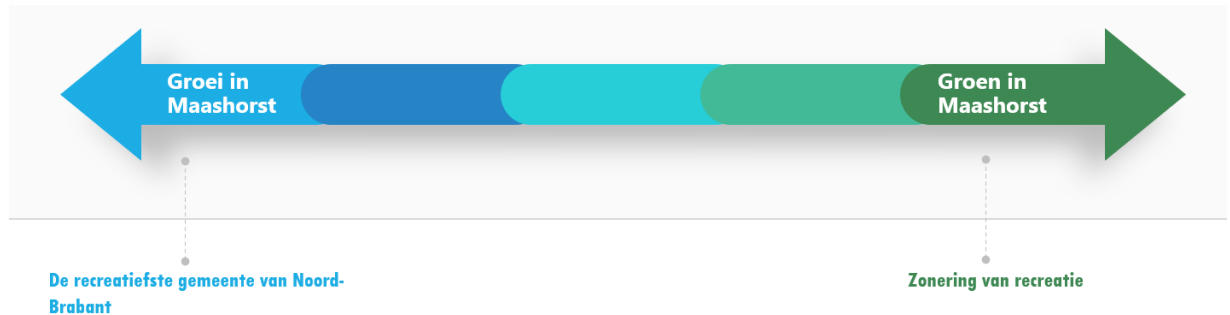 Groei in
Maashorst
Groen in
Maashorst
De recreatiefste gemeente van Noord-
Brabant
Zonering van recreatie